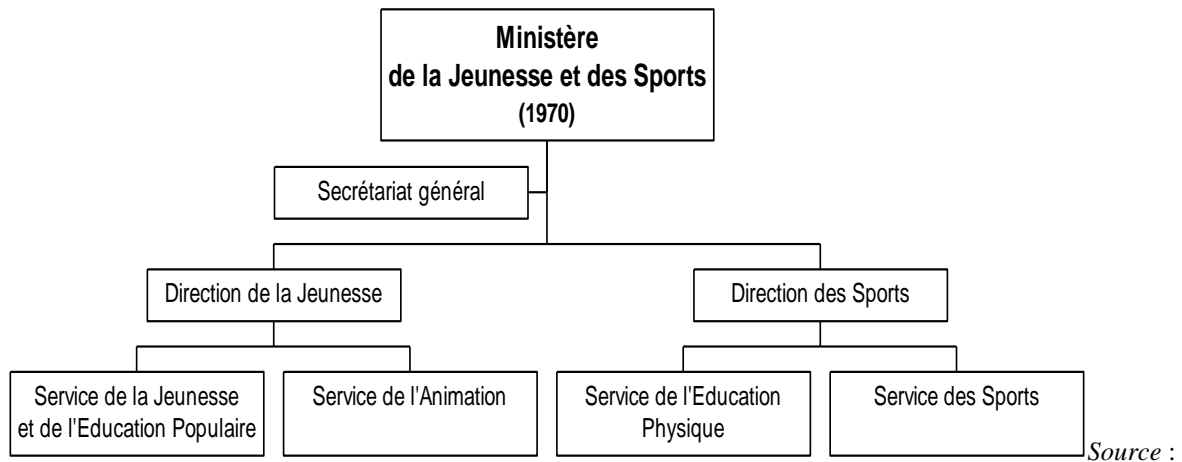 Ministère
de la Jeunesse et des Sports
(1970)
Secrétariat général
Direction de la Jeunesse
Direction des Sports
Service de la Jeunesse
et de l'Education Populaire
Service de l'Animation
Service de l'Education
Physique
Service des Sports
Source :